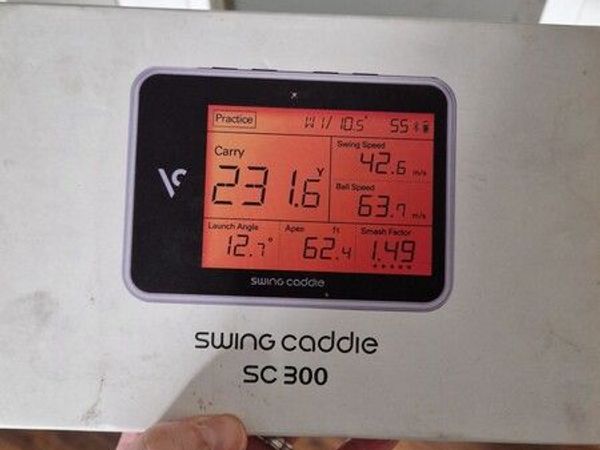 Practice W1/10.5° 55
Carry
231.6 Y
Swing Speed
42.6 m/s
Ball Speed
63.7 m/s
Launch Angle Apex ft Smash Factor
12.7° 62.4 1.49
swing caddie
swing caddie
SC 300